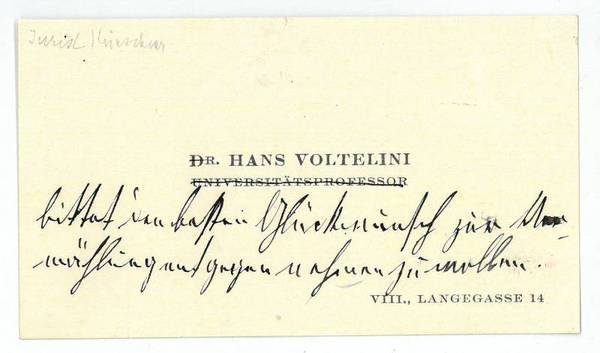 Jurist Kürschner
DR. HANS VOLTELINI
UNIVERSITÄTSPROFESSOR
bittet den besten Glückwunsch zur Ver-
mählung entgegen nehmen zu wollen.
VIII., LANGEGASSE 14